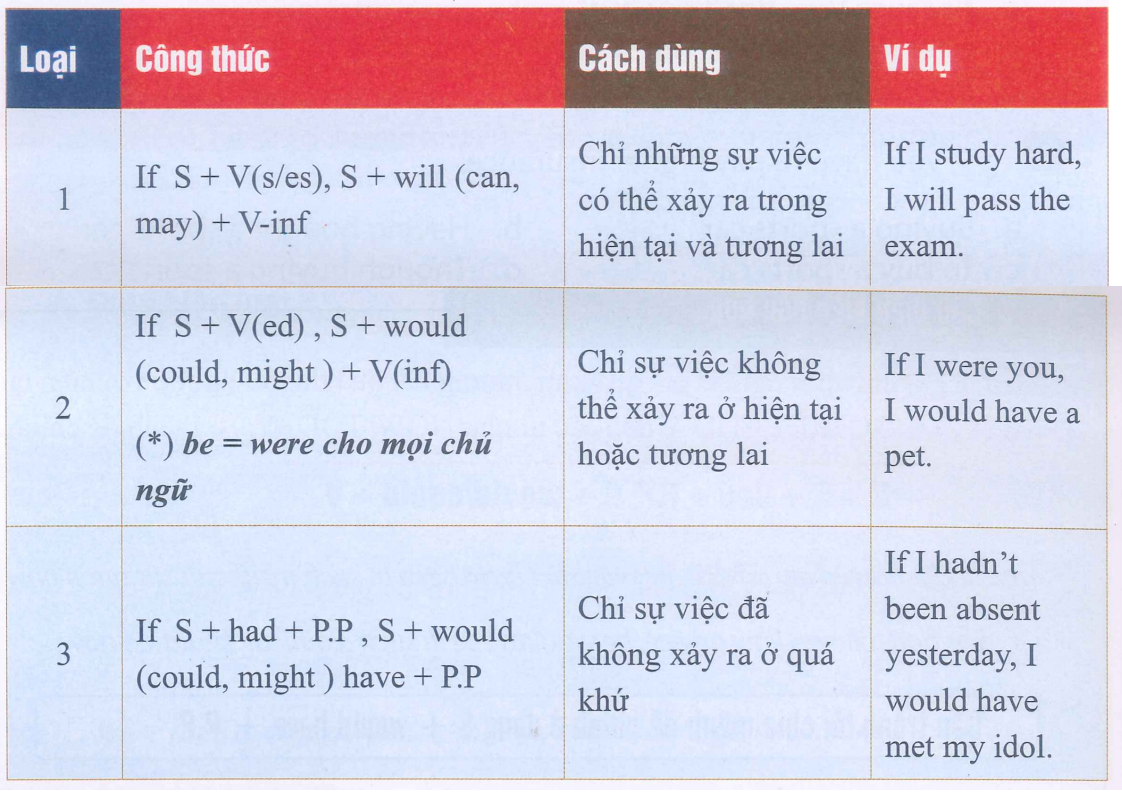 Loại
Công thức
Cách dùng
Ví dụ
1
If S + V(s/es), S + will (can,
may) + V-inf
Chỉ những sự việc
có thể xảy ra trong
hiện tại và tương lai
If I study hard,
I will pass the
exam.
2
If S + V(ed) , S + would
(could, might ) + V(inf)
(*) be = were cho mọi chủ
ngữ
Chỉ sự việc không
thể xảy ra ở hiện tai
hoặc tương lai
If I were you,
I would have a
pet.
3
If S + had + P.P , S + would
(could, might ) have + P.P
Chỉ sự việc đã
không xảy ra ở quá
khứ
If I hadn’t
been absent
yesterday, I
would have
met my idol.